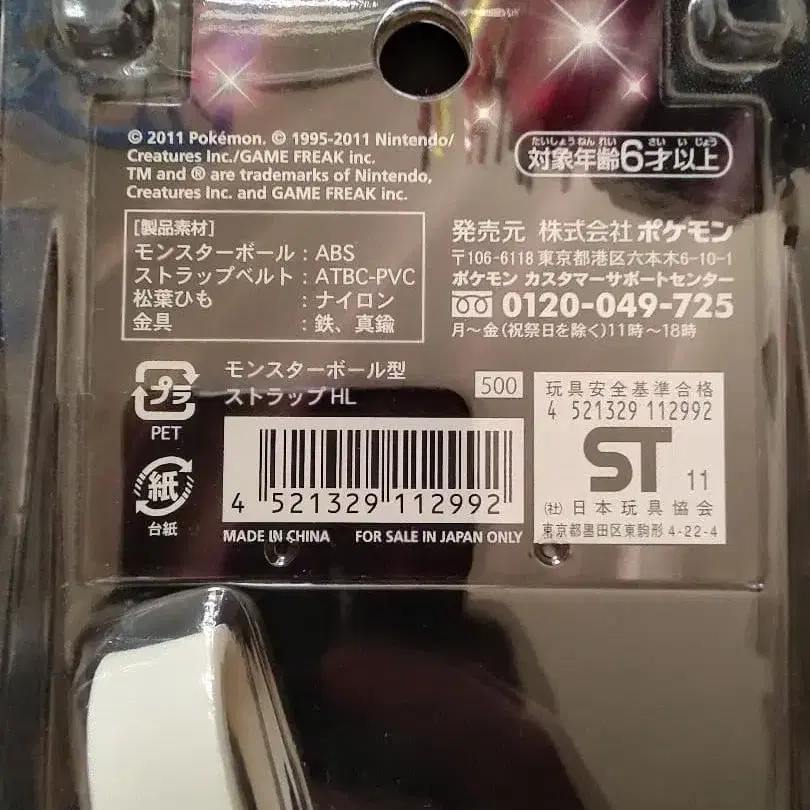 © 2011 Pokémon. © 1995-2011 Nintendo/
Creatures Inc./GAME FREAK inc.
TM and ® are trademarks of Nintendo,
Creatures Inc. and GAME FREAK inc.
たいしょうねんれい さいいじょう
対象年齢6才以上
[製品素材]
モンスターボール : ABS
ストラップベルト : ATBC-PVC
松葉ひも : ナイロン
金具 : 鉄、真鍮
発売元 株式会社ポケモン
〒106-6118 東京都港区六本木6-10-1
ポケモン カスタマーサポートセンター
0120-049-725
月～金(祝祭日を除く)11時～18時
プラ
PET
紙
台紙
モンスターボール型
ストラップHL
500
4 521329 112992
MADE IN CHINA FOR SALE IN JAPAN ONLY
玩具安全基準合格
4 521329 112992
ST 11
(社)日本玩具協会
東京都墨田区東駒形 4-22-4